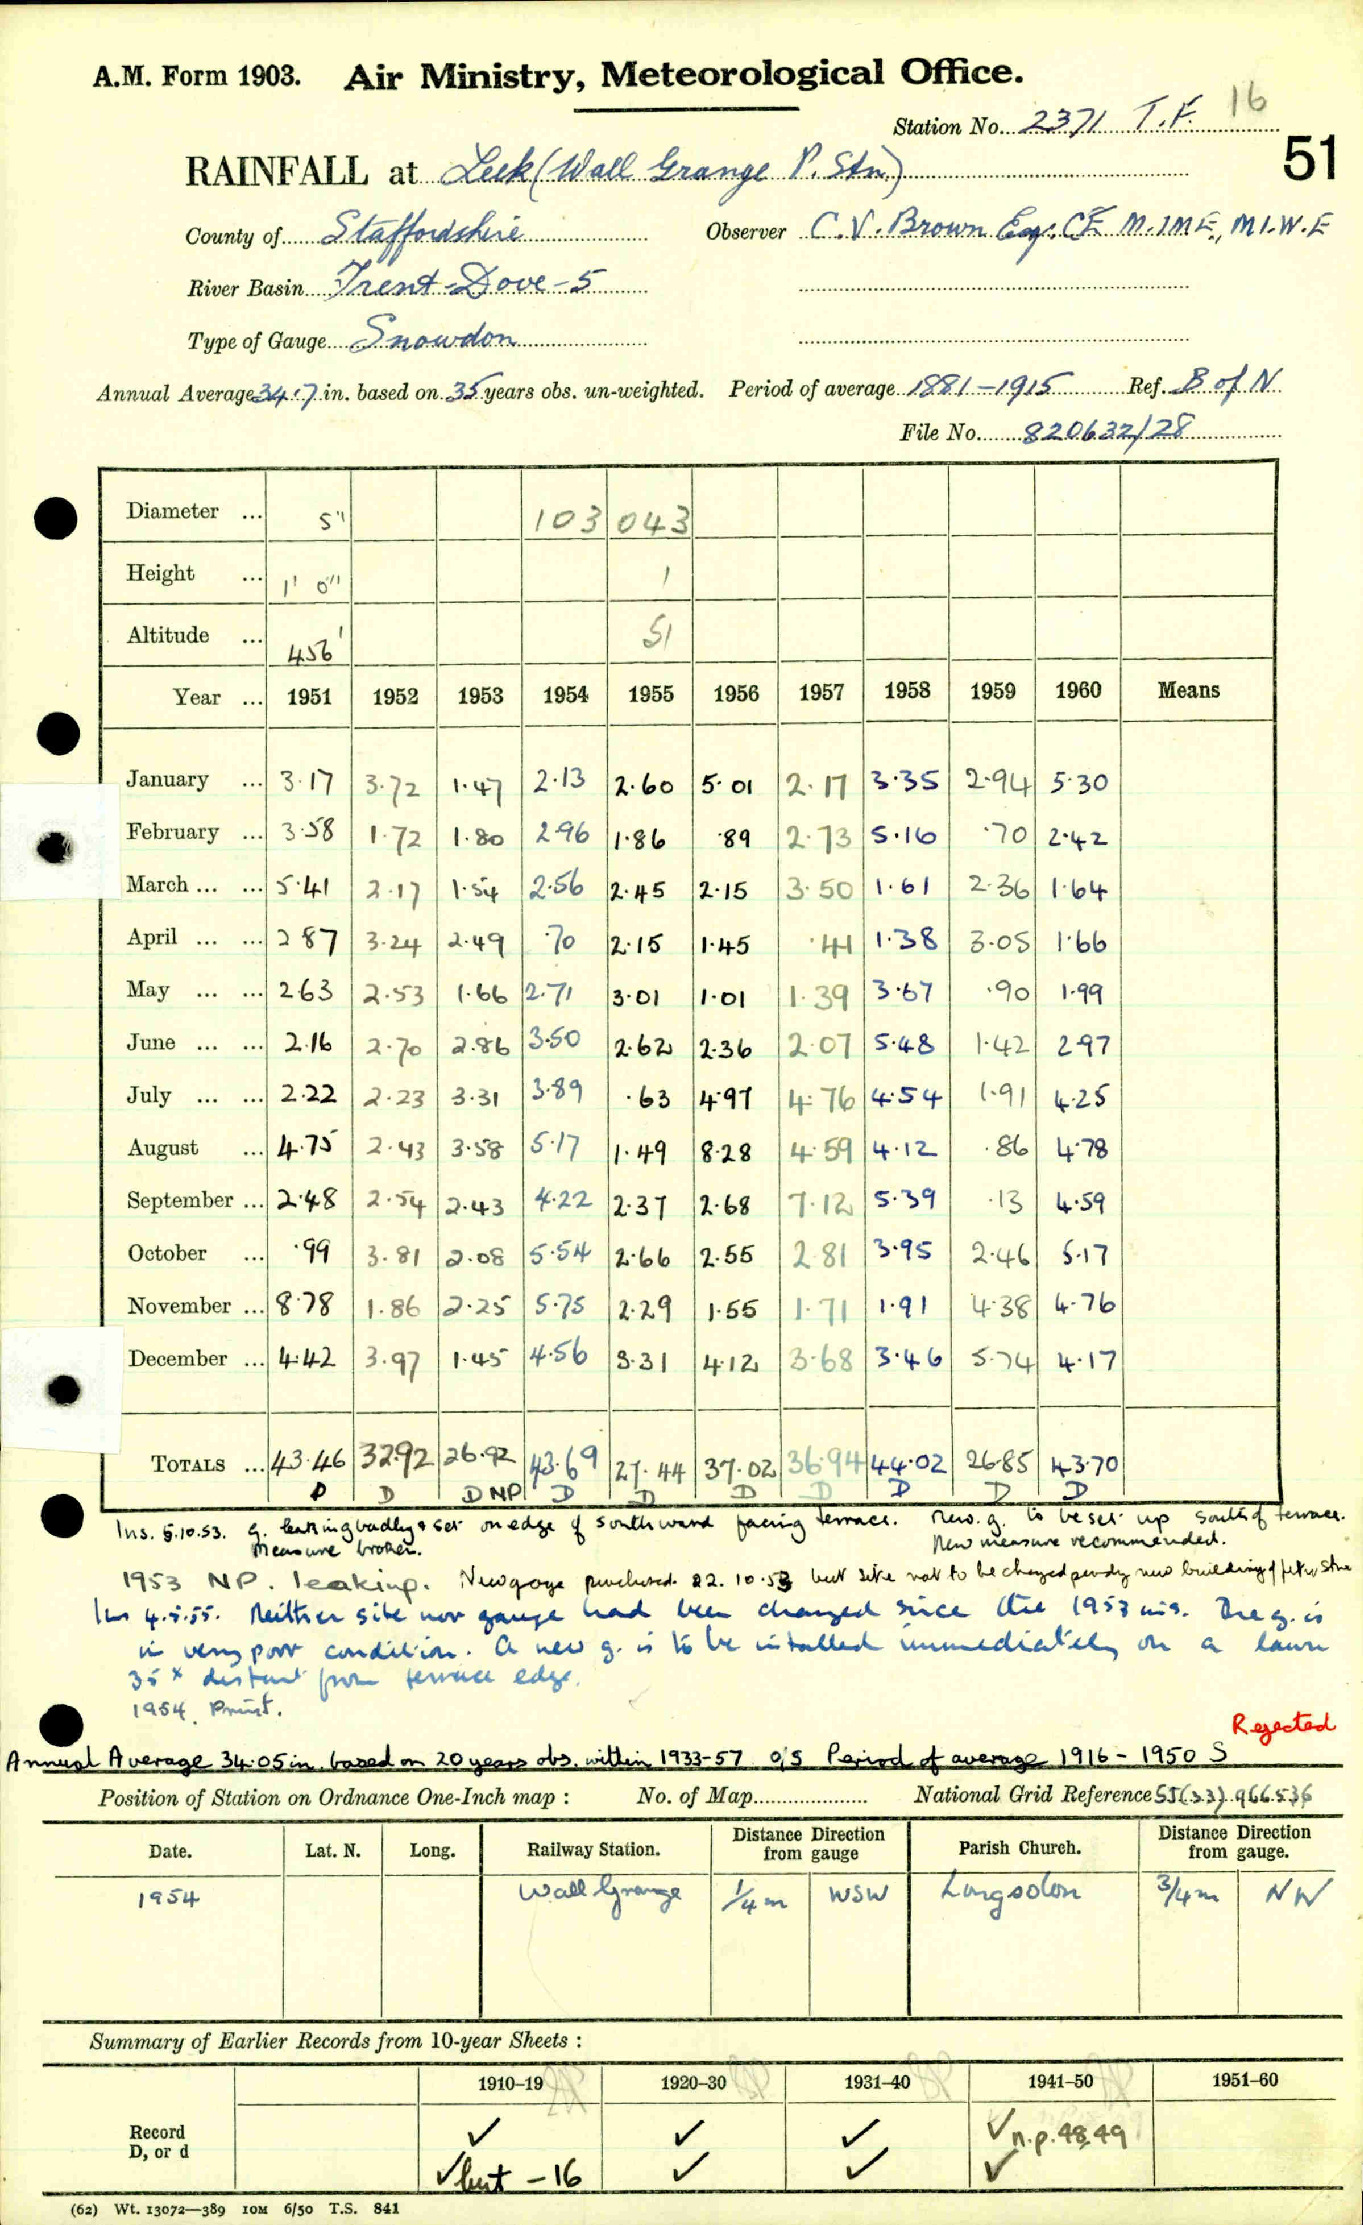 A.M. Form 1903. Air Ministry, Meteorological Office.
16
Station No. 2371 T.F.
51
RAINFALL at Leek (Wall Grange P. Stn.)
County of Staffordshire Observer C.V. Brown Esq. CE M.I.M.E., M.I.W.E
River Basin Trent-Dove-5
Type of Gauge Snowdon
Annual Average 34.7 in. based on 35 years obs. un-weighted. Period of average 1881-1915 Ref. B of N
File No. 820632/28
Diameter ... 5" 103 043
Height ... 1' 0" 1
Altitude ... 456' 51
Year ... 1951 1952 1953 1954 1955 1956 1957 1958 1959 1960 Means
January ... 3.17 3.72 1.47 2.13 2.60 5.01 2.17 3.35 2.94 5.30
February ... 3.58 1.72 1.80 2.96 1.86 .89 2.73 5.16 .70 2.42
March ... ... 5.41 2.17 1.54 2.56 2.45 2.15 3.50 1.61 2.36 1.64
April ... ... 2.87 3.24 2.49 .70 2.15 1.45 .41 1.38 3.05 1.66
May ... ... 2.63 2.53 1.66 2.71 3.01 1.01 1.39 3.67 .90 1.99
June ... ... 2.16 2.70 2.86 3.50 2.62 2.36 2.07 5.48 1.42 2.97
July ... ... 2.22 2.23 3.31 3.89 .63 4.97 4.76 4.54 1.91 4.25
August ... 4.75 2.43 3.58 5.17 1.49 8.28 4.59 4.12 .86 4.78
September ... 2.48 2.54 2.43 4.22 2.37 2.68 7.12 5.39 .13 4.59
October ... .99 3.81 2.08 5.54 2.66 2.55 2.81 3.95 2.46 5.17
November ... 8.78 1.86 2.25 5.75 2.29 1.55 1.71 1.91 4.38 4.76
December ... 4.42 3.97 1.45 4.56 3.31 4.12 3.68 3.46 5.74 4.17
TOTALS ... 43.46 32.92 26.92 43.69 27.44 37.02 36.94 44.02 26.85 43.70
D D D NP D D D D D D D
Ins. 5.10.53. g. leaking badly & set on edge of southward facing terrace. New g. to be set up south of terrace.
Measure broken. New measure recommended.
1953 NP. leaking. New gauge purchased 22.10.53 but site not to be changed pendg new building of
Ins 4.5.55. Neither site nor gauge had been changed since the 1953 ins. The g. is
in very poor condition. A new g. is to be installed immediately on a lawn
35 x distant from terrace edge.
1954 Print.
Rejected
Annual Average 34.05 in. based on 20 years obs. within 1933-57 o/s Period of average 1916-1950 S
Position of Station on Ordnance One-Inch map : No. of Map National Grid Reference SJ(33) 966536
Date. Lat. N. Long. Railway Station. Distance Direction from gauge Parish Church. Distance Direction from gauge.
1954 Wall Grange 1/4 m WSW Longsdon 3/4 m NW
Summary of Earlier Records from 10-year Sheets :
1910-19 1920-30 1931-40 1941-50 1951-60
Record ✓ ✓ ✓ ✓ n.p. 48, 49
D, or d ✓ but - 16 ✓ ✓ ✓
(62) Wt. 13072—389 10M 6/50 T.S. 841